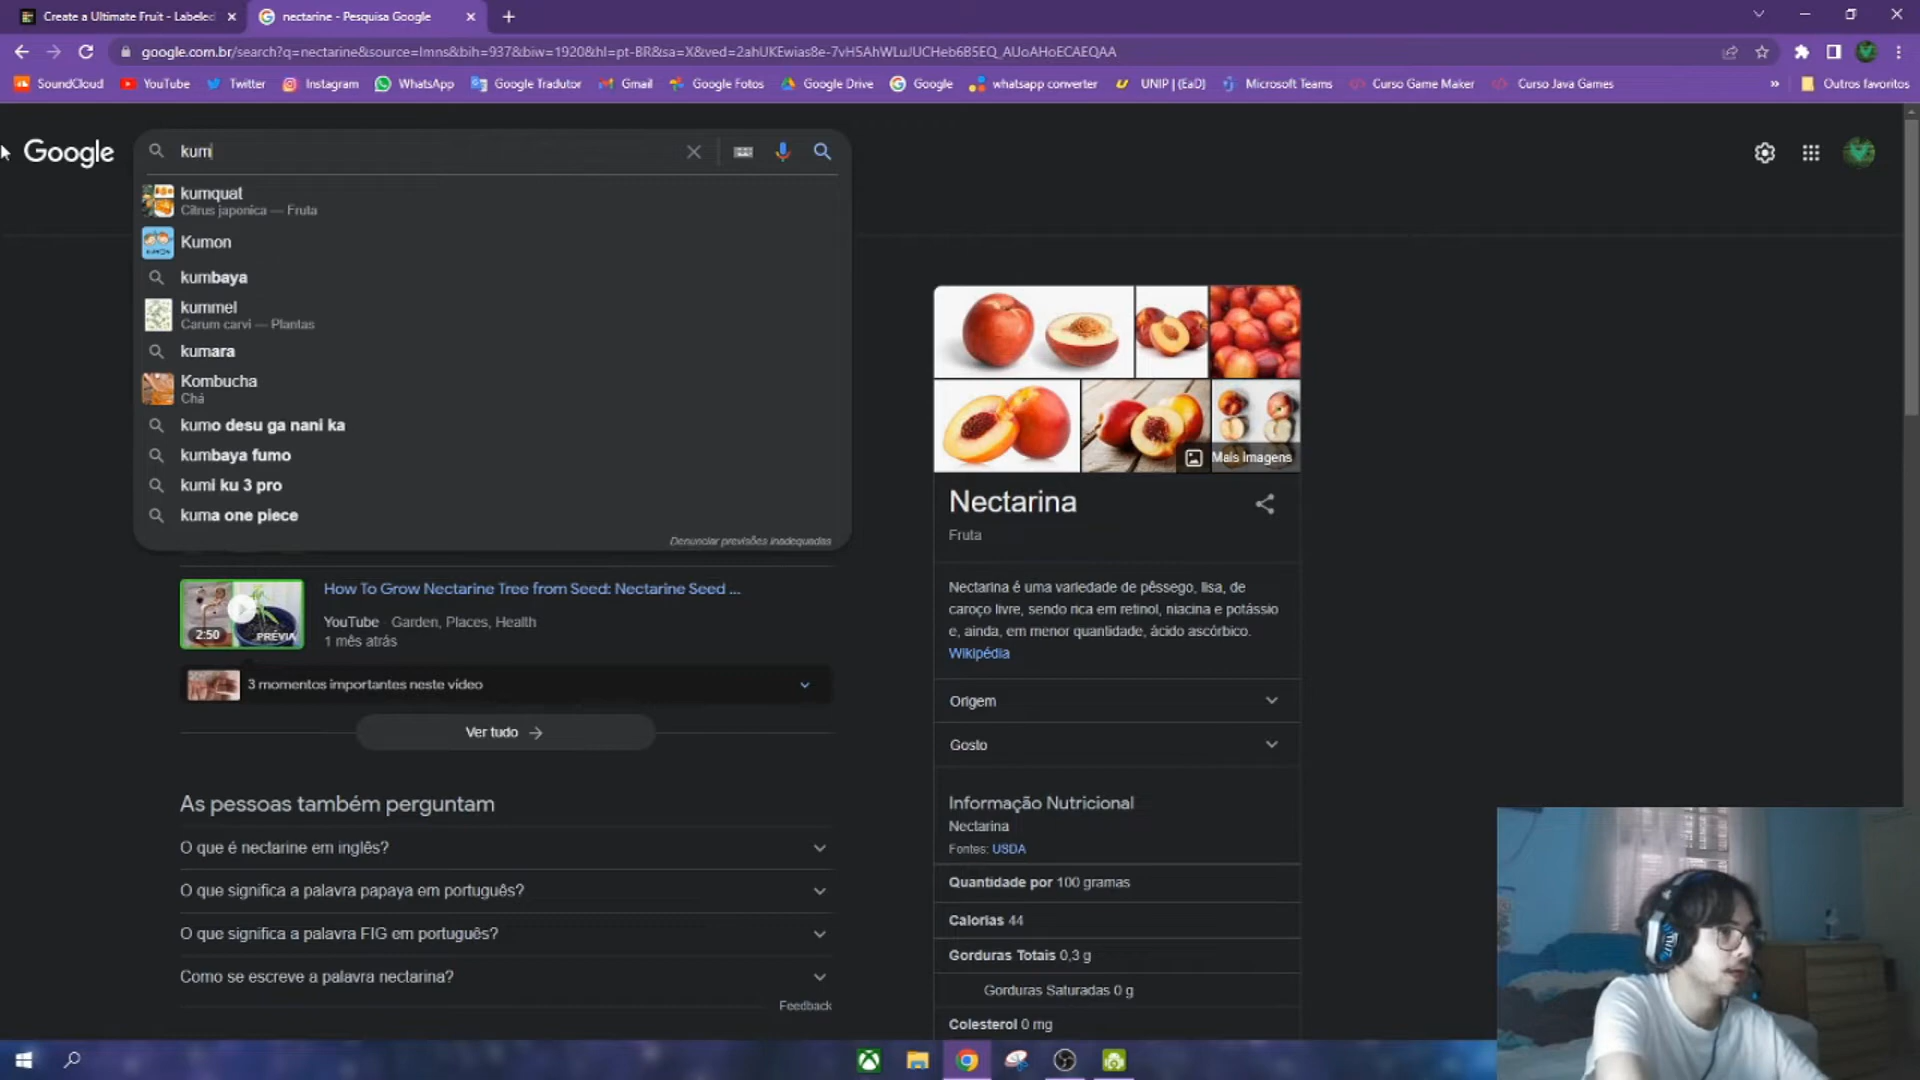 Create a Ultimate Fruit - Labeled
nectarine - Pesquisa Google
google.com.br/search?q=nectarine&source=lmns&bih=937&biw=1920&hl=pt-BR&sa=X&ved=2ahUKEwias8e-7vH5AhWLuJUCHeb6B5EQ_AUoAHoECAEQAA
SoundCloud YouTube Twitter Instagram WhatsApp Google Tradutor Gmail Google Fotos Google Drive Google whatsapp converter UNIP | (EaD) Microsoft Teams Curso Game Maker Curso Java Games » Outros favoritos
Google
kum
kumquat
Citrus japonica — Fruta
Kumon
kumbaya
kummel
Carum carvi — Plantas
kumara
Kombucha
Chá
kumo desu ga nani ka
kumbaya fumo
kumi ku 3 pro
kuma one piece
Denunciar previsões inadequadas
How To Grow Nectarine Tree from Seed: Nectarine Seed ...
YouTube · Garden, Places, Health
1 mês atrás
2:50
PRÉVIA
3 momentos importantes neste vídeo
Ver tudo
As pessoas também perguntam
O que é nectarine em inglês?
O que significa a palavra papaya em português?
O que significa a palavra FIG em português?
Como se escreve a palavra nectarina?
Feedback
Mais imagens
Nectarina
Fruta
Nectarina é uma variedade de pêssego, lisa, de
caroço livre, sendo rica em retinol, niacina e potássio
e, ainda, em menor quantidade, ácido ascórbico.
Wikipédia
Origem
Gosto
Informação Nutricional
Nectarina
Fontes: USDA
Quantidade por 100 gramas
Calorias 44
Gorduras Totais 0,3 g
Gorduras Saturadas 0 g
Colesterol 0 mg